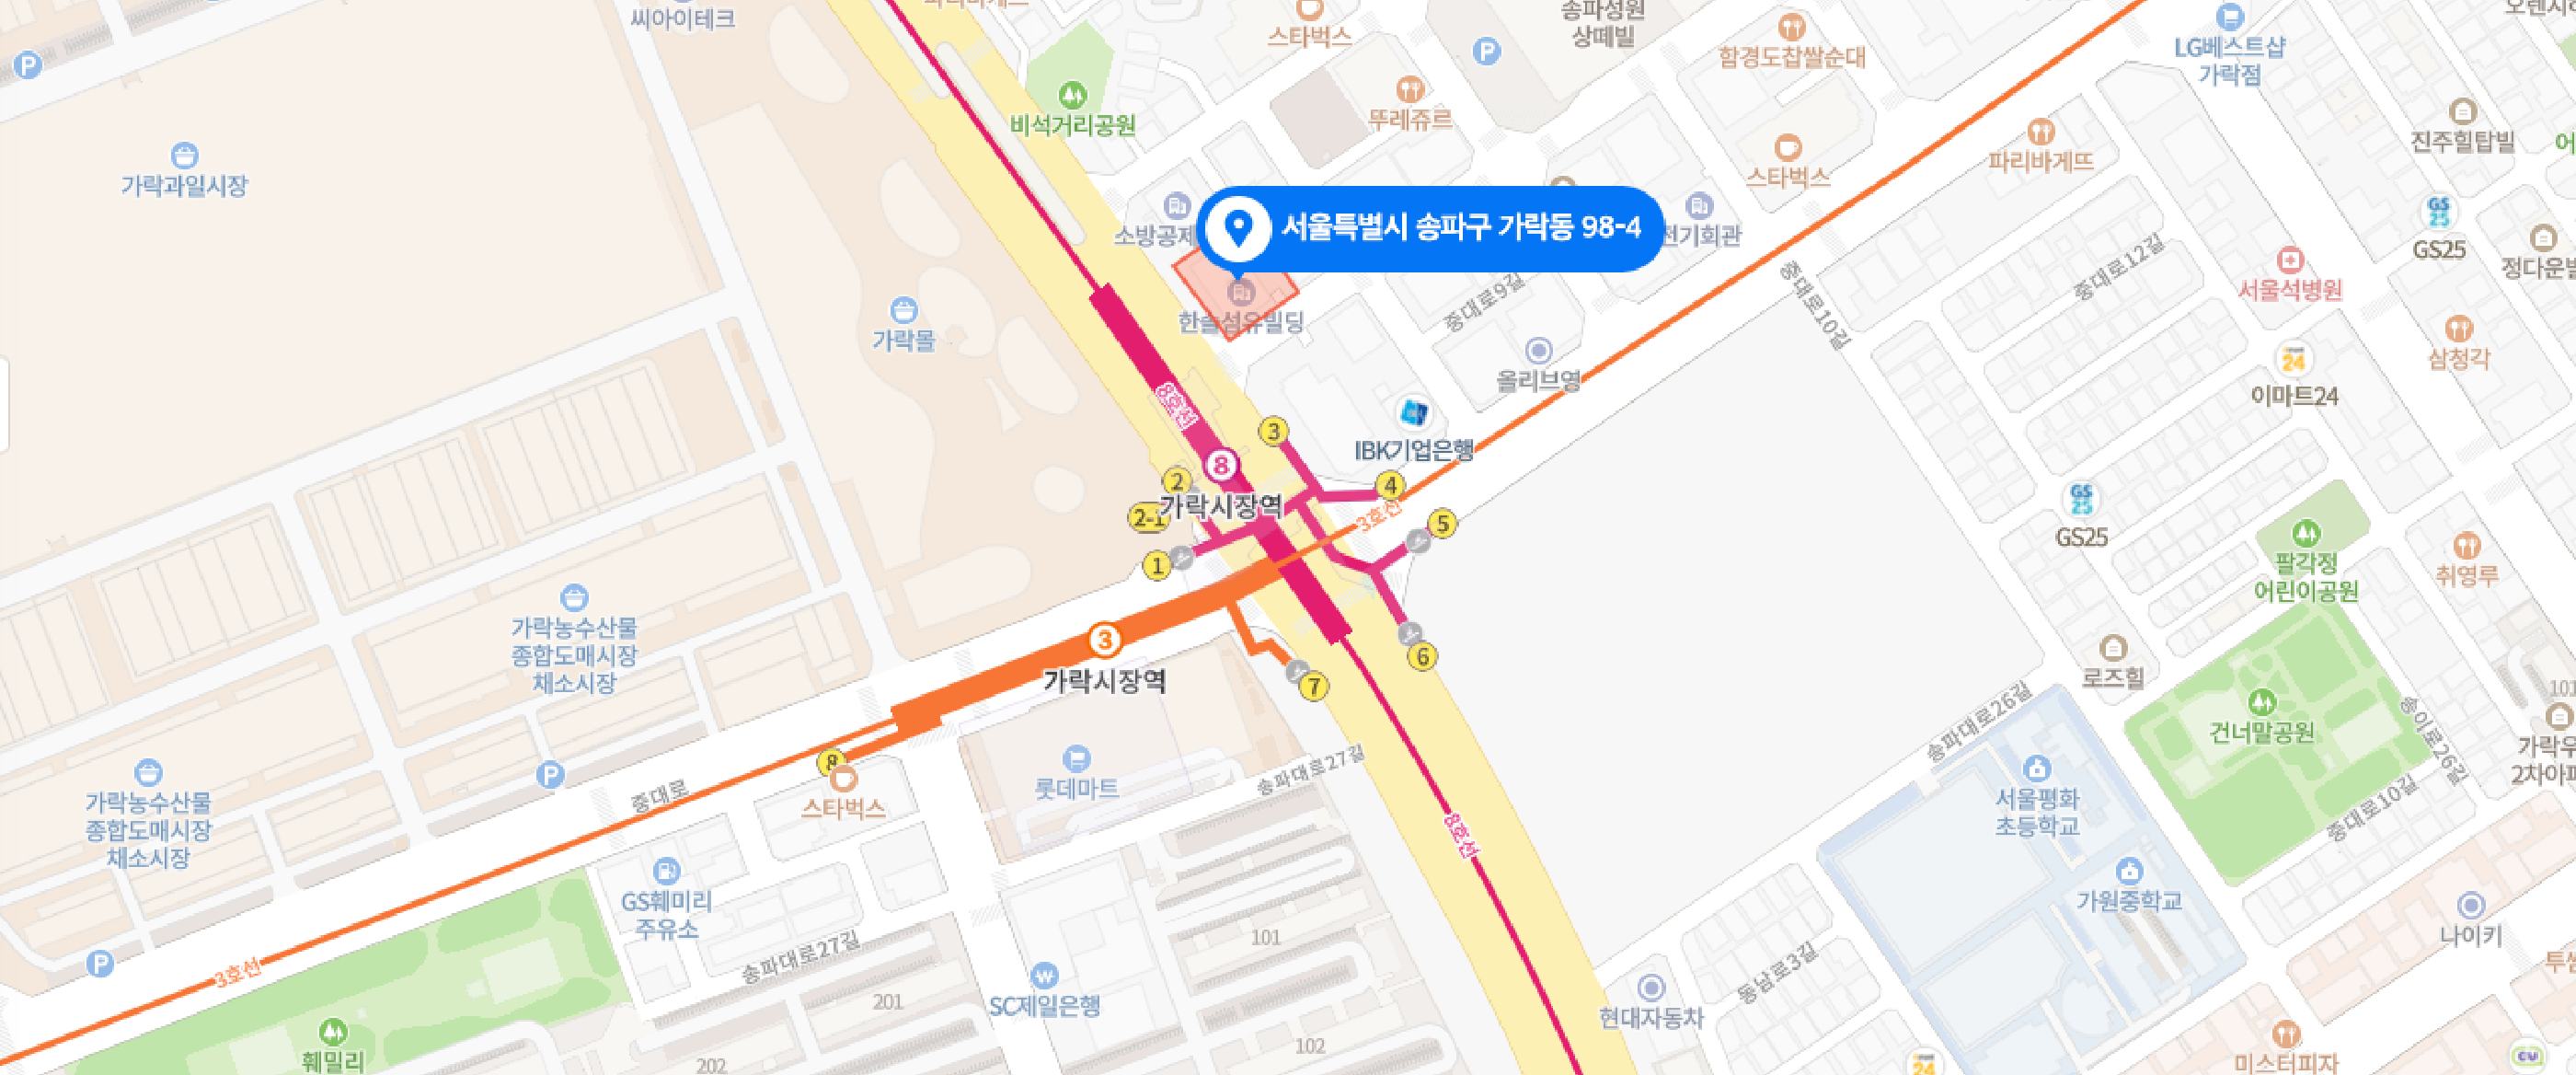 씨아이테크
스타벅스
송파성원
상떼빌
함경도찹쌀순대
LG베스트샵
가락점
P
P
비석거리공원
뚜레쥬르
스타벅스
파리바게뜨
진주힐탑빌
가락과일시장
소방공제
서울특별시 송파구 가락동 98-4
전기회관
GS25
GS25
서울석병원
중대로12길
중대로10길
중대로9길
가락몰
한솔섬유빌딩
올리브영
24
이마트24
삼청각
8호선
3
IBK기업은행
8
2
가락시장역
2-1
4
3호선
5
1
GS25
GS25
팔각정
어린이공원
취영루
가락농수산물
종합도매시장
채소시장
3
가락시장역
6
7
로즈힐
송파대로26길
건너말공원
송이로26길
101
8
스타벅스
롯데마트
송파대로27길
P
중대로
가락농수산물
종합도매시장
채소시장
8호선
서울평화
초등학교
중대로10길
GS훼미리
주유소
가원중학교
나이키
101
송파대로27길
P
3호선
201
SC제일은행
동남로3길
현대자동차
훼밀리
202
102
24
미스터피자
CU